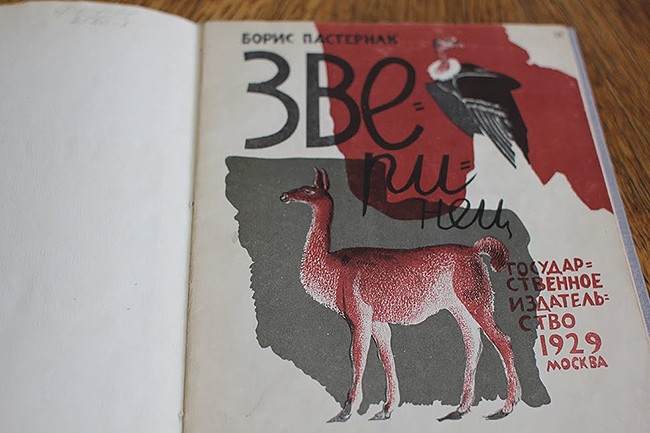 БОРИС ПАСТЕРНАК
ЗВе=
ри=
нец
ГОСУДАР=
СТВЕННОЕ
ИЗДАТЕЛЬ=
СТВО
1929
МОСКВА